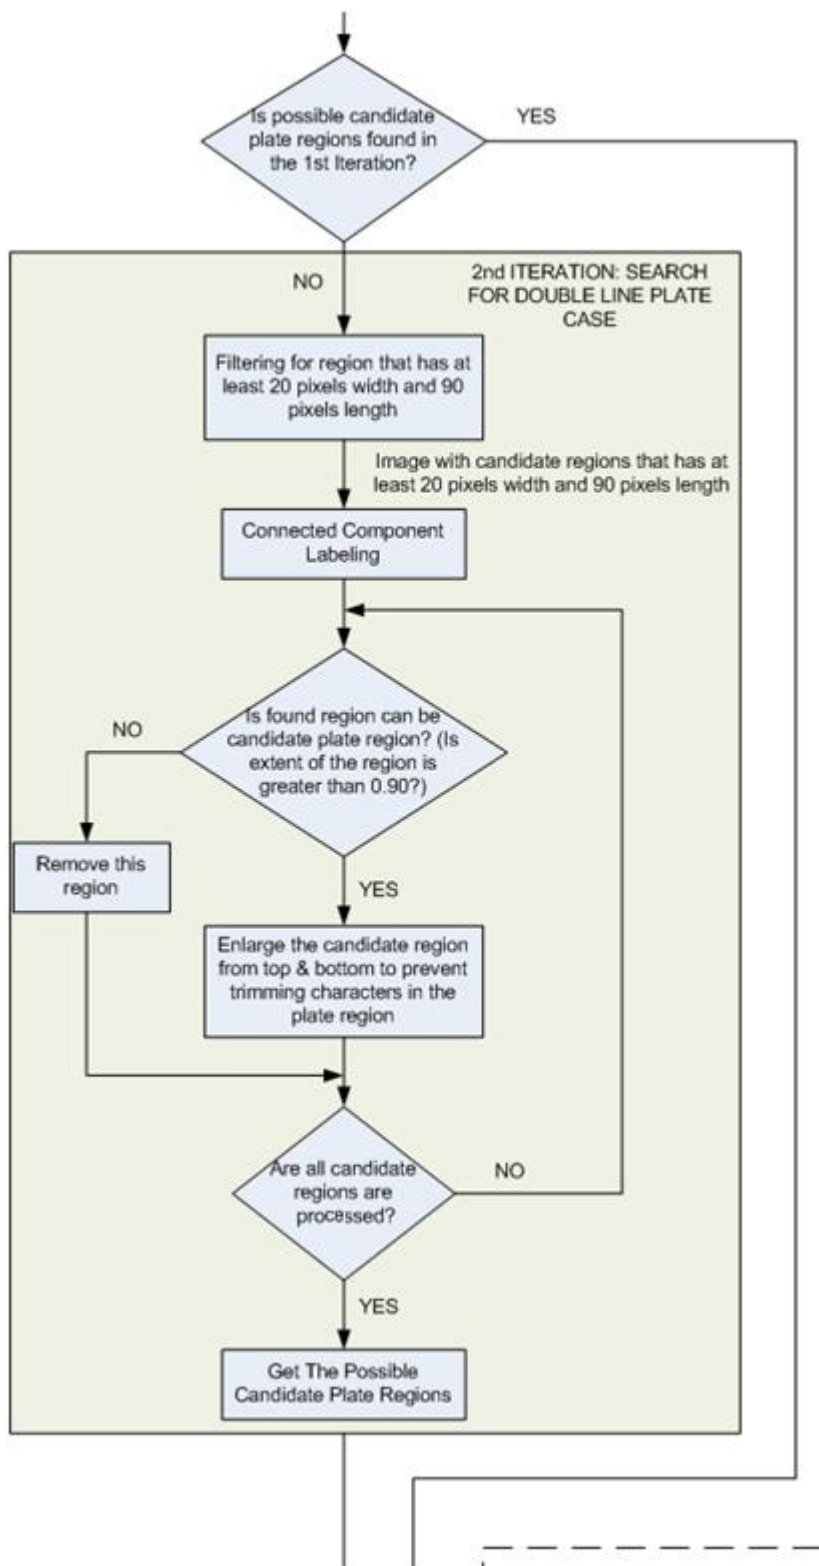 Is possible candidate
plate regions found in
the 1st Iteration?
YES
NO
2nd ITERATION: SEARCH
FOR DOUBLE LINE PLATE
CASE
Filtering for region that has at
least 20 pixels width and 90
pixels length
Image with candidate regions that has at
least 20 pixels width and 90 pixels length
Connected Component
Labeling
Is found region can be
candidate plate region? (Is
extent of the region is
greater than 0.90?)
NO
Remove this
region
YES
Enlarge the candidate region
from top & bottom to prevent
trimming characters in the
plate region
Are all candidate
regions are
processed?
NO
YES
Get The Possible
Candidate Plate Regions